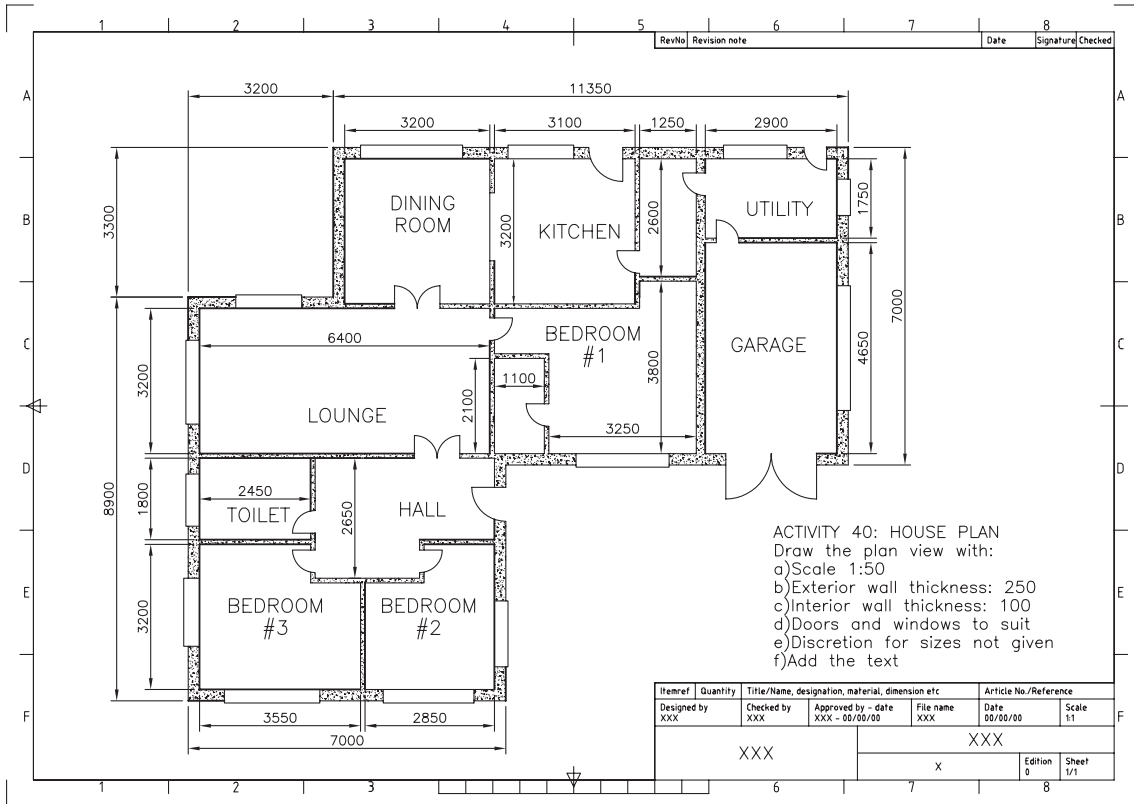 1 2 3 4 5 6 7 8
RevNo Revision note Date Signature Checked
A A
3200 11350
3200 3100 1250 2900
B B
3300
DINING
ROOM
KITCHEN
3200
2600
UTILITY
1750
C C
6400
3200
LOUNGE
BEDROOM
#1
1100
2100
3800
3250
GARAGE
4650
7000
D D
8900
1800
2450
TOILET
2650
HALL
E E
3200
BEDROOM
#3
BEDROOM
#2
ACTIVITY 40: HOUSE PLAN
Draw the plan view with:
a)Scale 1:50
b)Exterior wall thickness: 250
c)Interior wall thickness: 100
d)Doors and windows to suit
e)Discretion for sizes not given
f)Add the text
F F
3550 2850
7000
Itemref Quantity Title/Name, designation, material, dimension etc Article No./Reference
Designed by Checked by Approved by - date File name Date Scale
XXX XXX XXX - 00/00/00 XXX 00/00/00 1:1
XXX XXX
X Edition Sheet
0 1/1
1 2 3 7 8